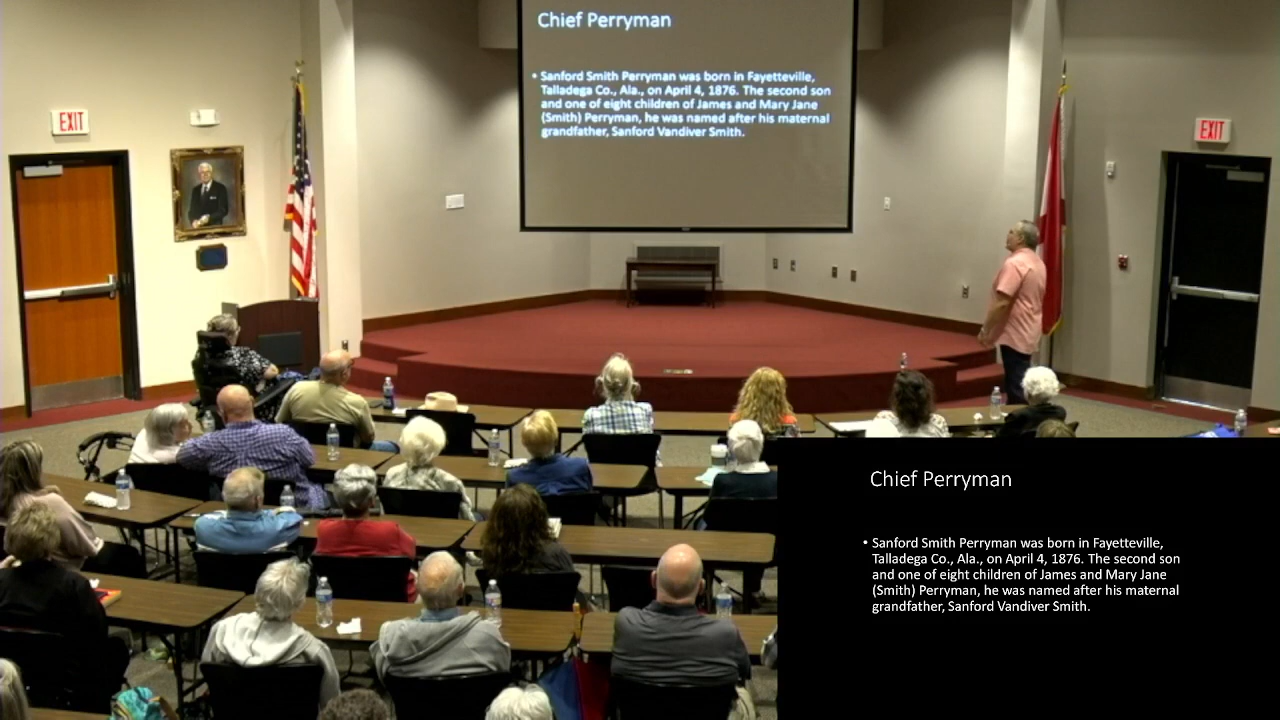 Chief Perryman
• Sanford Smith Perryman was born in Fayetteville,
Talladega Co., Ala., on April 4, 1876. The second son
and one of eight children of James and Mary Jane
(Smith) Perryman, he was named after his maternal
grandfather, Sanford Vandiver Smith.
EXIT
EXIT
Chief Perryman
• Sanford Smith Perryman was born in Fayetteville,
Talladega Co., Ala., on April 4, 1876. The second son
and one of eight children of James and Mary Jane
(Smith) Perryman, he was named after his maternal
grandfather, Sanford Vandiver Smith.